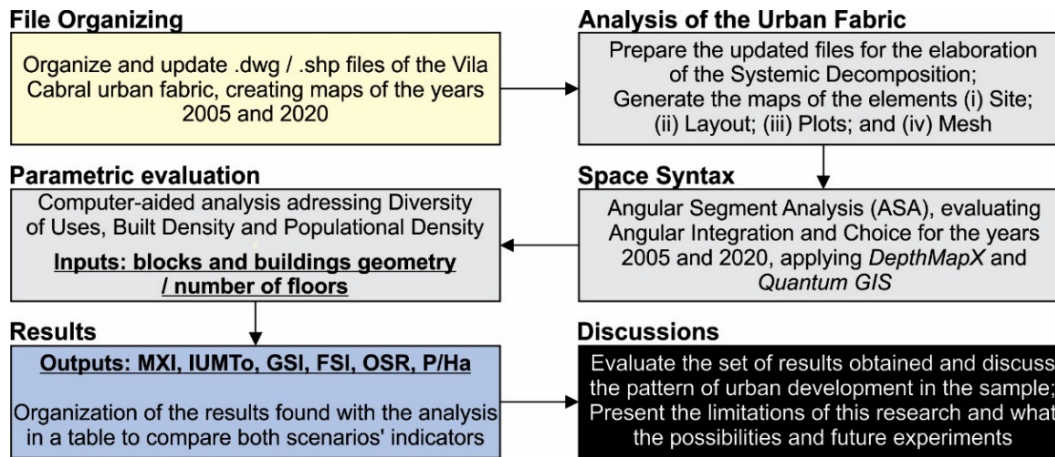 File Organizing
Organize and update .dwg / .shp files of the Vila
Cabral urban fabric, creating maps of the years
2005 and 2020
Analysis of the Urban Fabric
Prepare the updated files for the elaboration
of the Systemic Decomposition;
Generate the maps of the elements (i) Site;
(ii) Layout; (iii) Plots; and (iv) Mesh
Space Syntax
Angular Segment Analysis (ASA), evaluating
Angular Integration and Choice for the years
2005 and 2020, applying DepthMapX and
Quantum GIS
Parametric evaluation
Computer-aided analysis adressing Diversity
of Uses, Built Density and Populational Density
Inputs: blocks and buildings geometry
/ number of floors
Results
Outputs: MXI, IUMTo, GSI, FSI, OSR, P/Ha
Organization of the results found with the analysis
in a table to compare both scenarios' indicators
Discussions
Evaluate the set of results obtained and discuss
the pattern of urban development in the sample;
Present the limitations of this research and what
the possibilities and future experiments